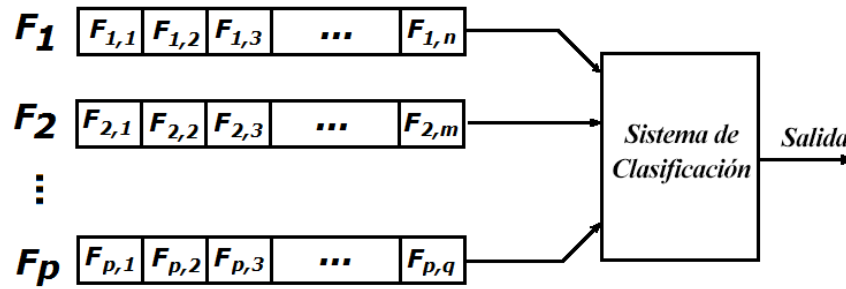 F1 F1,1 F1,2 F1,3 ... F1,n
F2 F2,1 F2,2 F2,3 ... F2,m
Sistema de
Clasificación
Salida
⋮
Fp Fp,1 Fp,2 Fp,3 ... Fp,q